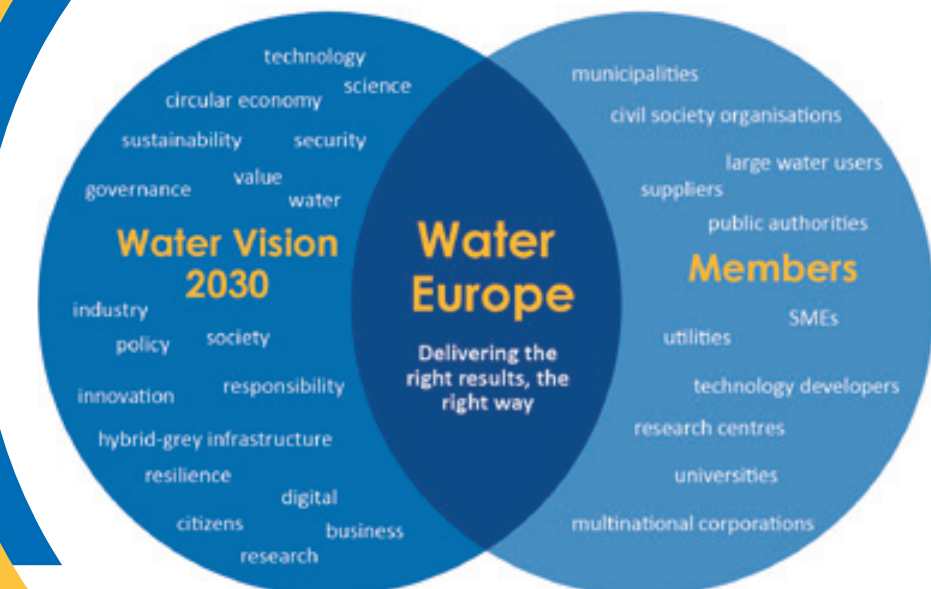 technology
science
circular economy
sustainability
security
value
governance
water
Water Vision
2030
industry
policy
society
responsibility
innovation
hybrid-grey infrastructure
resilience
digital
citizens
business
research
Water
Europe
Delivering the
right results, the
right way
municipalities
civil society organisations
large water users
suppliers
public authorities
Members
SMEs
utilities
technology developers
research centres
universities
multinational corporations